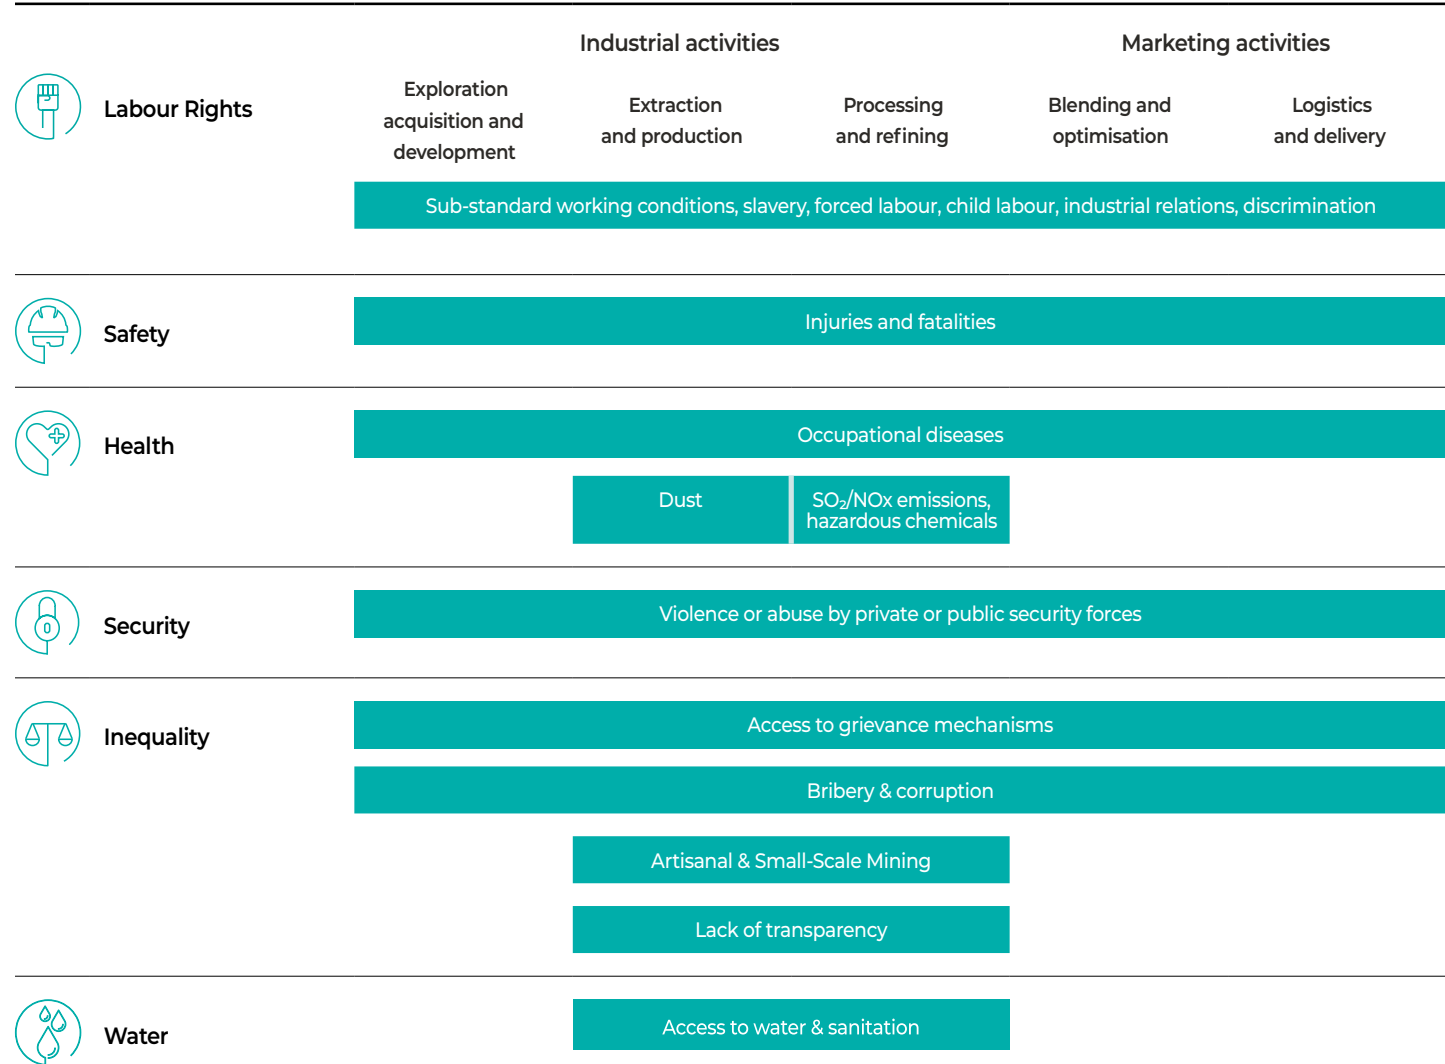 Industrial activities
Marketing activities
Labour Rights
Exploration
acquisition and
development
Extraction
and production
Processing
and refining
Blending and
optimisation
Logistics
and delivery
Sub-standard working conditions, slavery, forced labour, child labour, industrial relations, discrimination
Safety
Injuries and fatalities
Health
Occupational diseases
Dust
SO₂/NOx emissions,
hazardous chemicals
Security
Violence or abuse by private or public security forces
Inequality
Access to grievance mechanisms
Bribery & corruption
Artisanal & Small-Scale Mining
Lack of transparency
Water
Access to water & sanitation